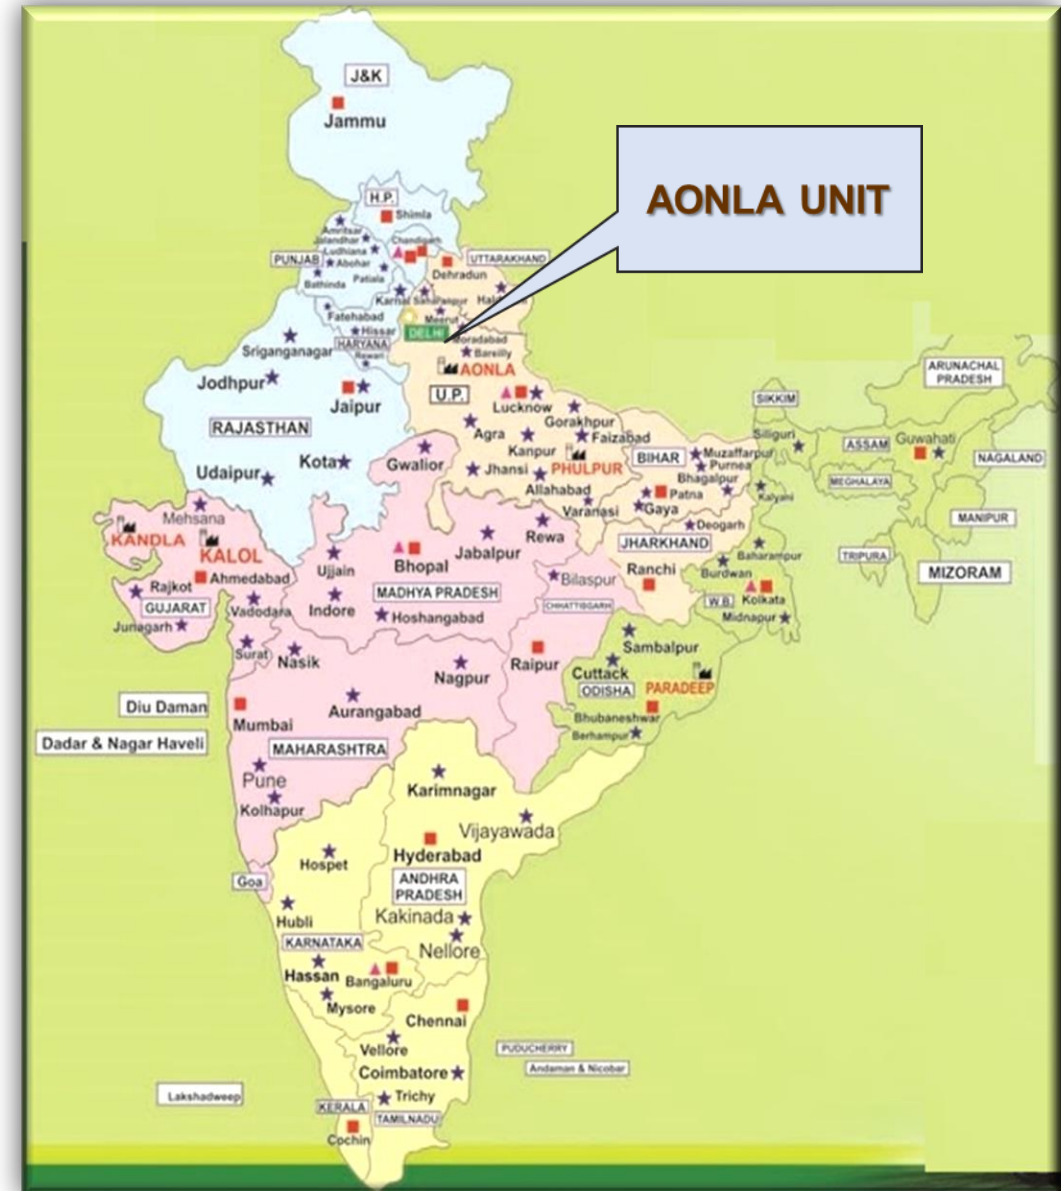 J&K
Jammu
AONLA UNIT
H.P.
Shimla
Amritsar
Jalandhar
Ludhiana
Chandigarh
PUNJAB
Abohar
UTTARAKHAND
Patiala
Dehradun
Bathinda
Karnal
Saharanpur
Fatehabad
Meerut
Hissar
DELHI
Moradabad
HARYANA
Sriganganagar
Rewari
Bareilly
AONLA
Jodhpur
U.P.
Jaipur
Lucknow
RAJASTHAN
Gorakhpur
Agra
Kanpur
Faizabad
Kota
Gwalior
Jhansi
PHULPUR
BIHAR
Muzaffarpur
Purnea
Udaipur
Allahabad
Bhagalpur
Patna
Varanasi
Gaya
ARUNACHAL
PRADESH
SIKKIM
Siliguri
ASSAM
Guwahati
NAGALAND
MEGHALAYA
Kalyani
MANIPUR
TRIPURA
MIZORAM
Mehsana
KANDLA
KALOL
Rewa
Deogarh
JHARKHAND
Baharampur
Jabalpur
Bhopal
Ujjain
Ranchi
Burdwan
Rajkot
Ahmedabad
Bilaspur
MADHYA PRADESH
Kolkata
W.B.
GUJARAT
Vadodara
Indore
CHHATTISGARH
Hoshangabad
Midnapur
Junagarh
Surat
Nasik
Sambalpur
Raipur
Nagpur
Cuttack
ODISHA
PARADEEP
Diu Daman
Aurangabad
Mumbai
Bhubaneshwar
Berhampur
Dadar & Nagar Haveli
MAHARASHTRA
Pune
Karimnagar
Kolhapur
Vijayawada
Hyderabad
Hospet
Goa
ANDHRA
PRADESH
Hubli
Kakinada
KARNATAKA
Nellore
Hassan
Bangaluru
Mysore
Chennai
Vellore
PUDUCHERRY
Coimbatore
Andaman & Nicobar
Lakshadweep
Trichy
KERALA
TAMILNADU
Cochin